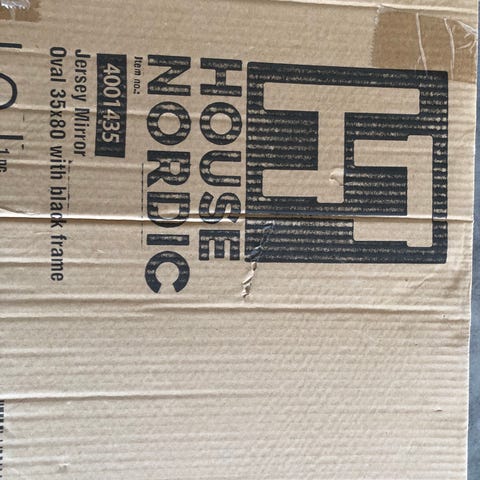 HOUSE
NORDIC
Item no.:
4001435
Jersey Mirror
Oval 35x80 with black frame